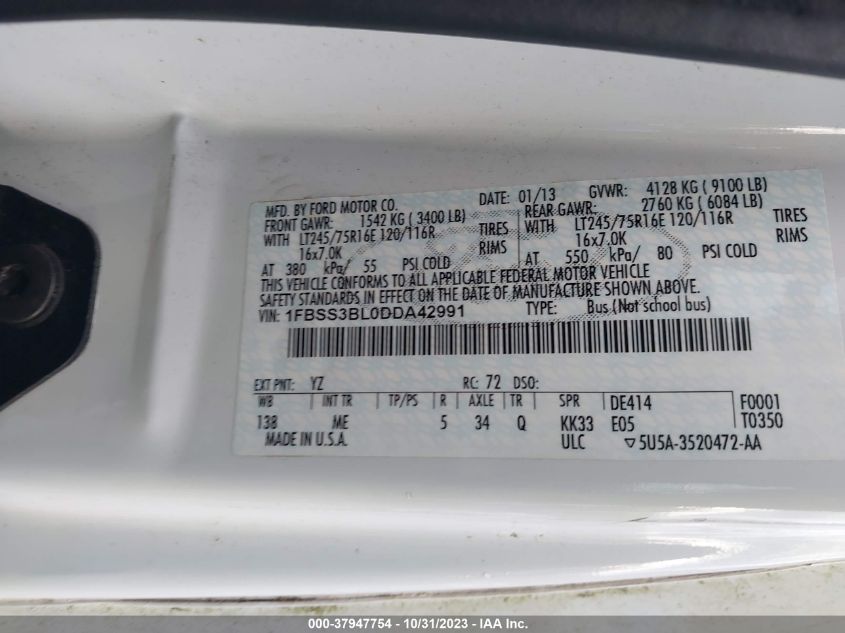 MFD. BY FORD MOTOR CO. DATE: 01/13 GVWR: 4128 KG ( 9100 LB)
FRONT GAWR: 1542 KG ( 3400 LB) REAR GAWR: 2760 KG ( 6084 LB)
WITH LT245/75R16E 120/116R TIRES WITH LT245/75R16E 120/116R TIRES
16x7.0K RIMS 16x7.0K RIMS
AT 380 kPa/ 55 PSI COLD AT 550 kPa/ 80 PSI COLD
THIS VEHICLE CONFORMS TO ALL APPLICABLE FEDERAL MOTOR VEHICLE
SAFETY STANDARDS IN EFFECT ON THE DATE OF MANUFACTURE SHOWN ABOVE.
VIN: 1FBSS3BL0DDA42991 TYPE: Bus (Not school bus)
EXT PNT: YZ RC: 72 DSO:
WB INT TR TP/PS R AXLE TR SPR DE414 F0001
138 ME 5 34 Q KK33 E05 T0350
MADE IN U.S.A. ULC ▽5U5A-3520472-AA
000-37947754 - 10/31/2023 - IAA Inc.